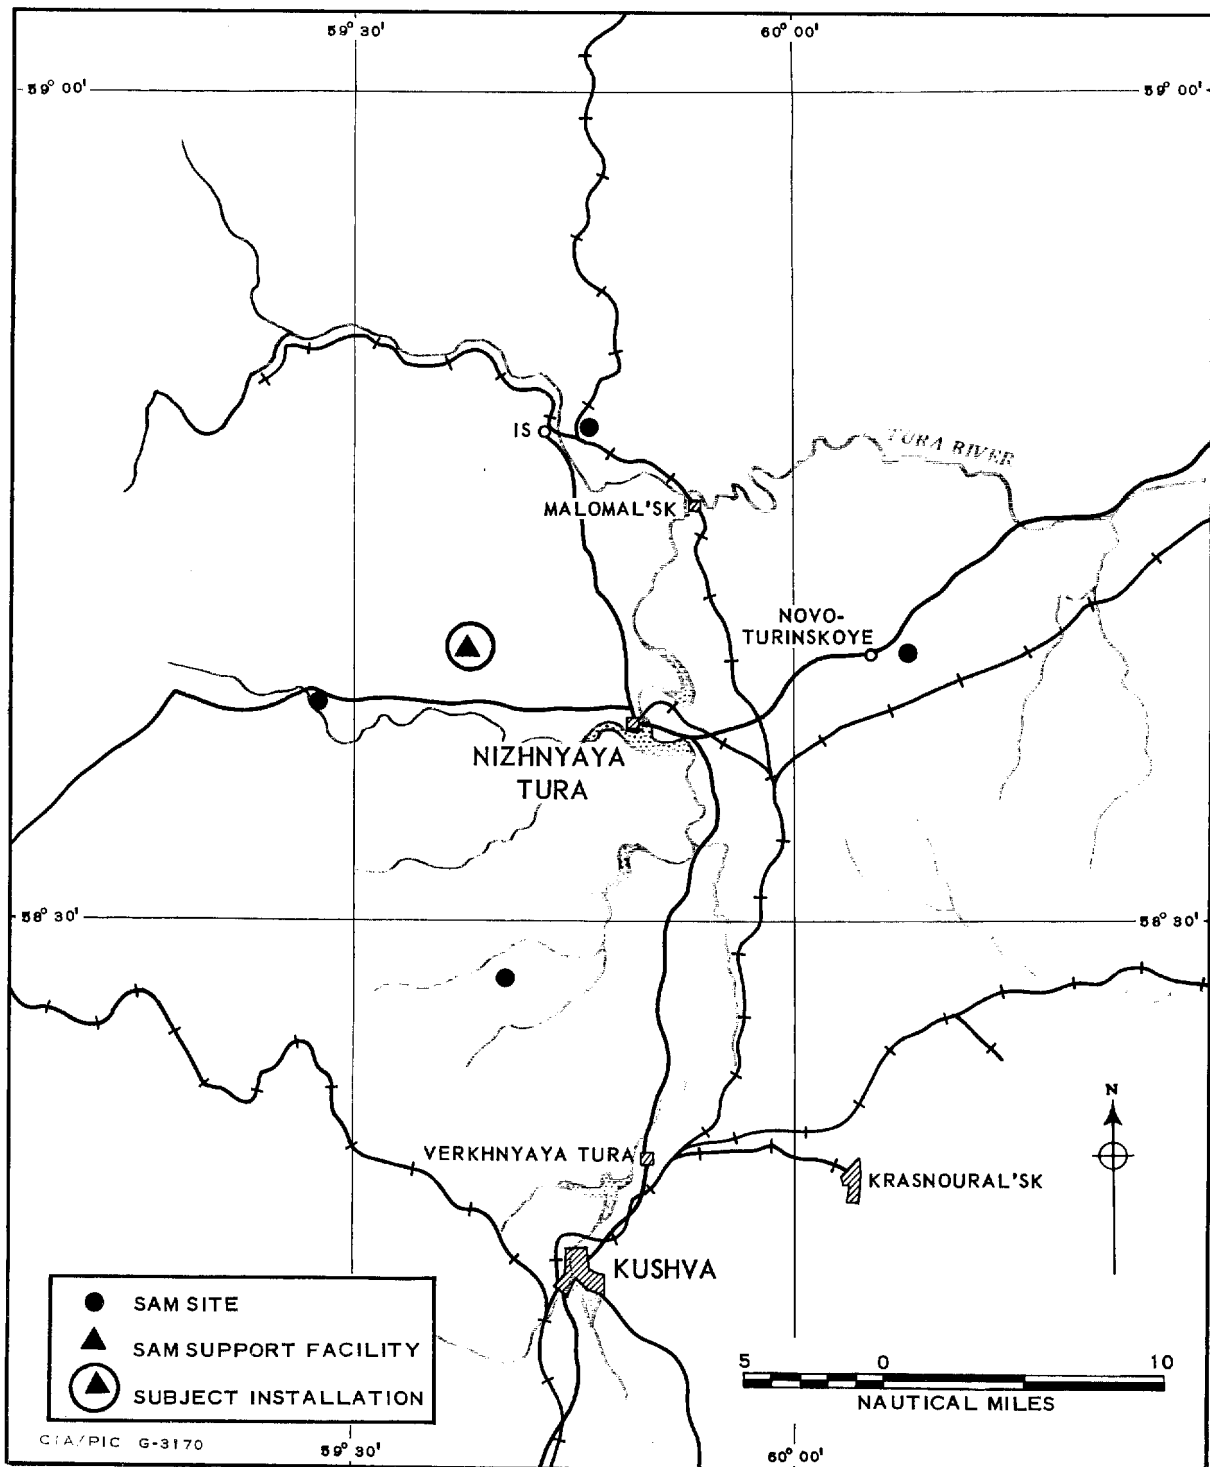 59° 30'
60° 00'
59° 00'
59° 00'
IS
TURA RIVER
MALOMAL'SK
NOVO-
TURINSKOYE
NIZHNYAYA
TURA
58° 30'
58° 30'
N
VERKHNYAYA TURA
KRASNOURAL'SK
KUSHVA
SAM SITE
SAM SUPPORT FACILITY
SUBJECT INSTALLATION
5 0 10
NAUTICAL MILES
CIA/PIC G-3170
59° 30'
60° 00'